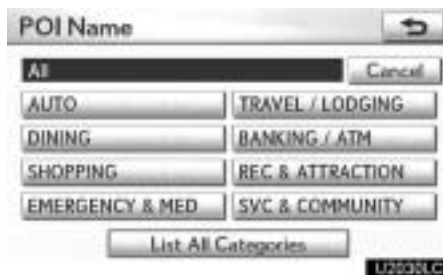 POI Name
All
Cancel
AUTO
TRAVEL / LODGING
DINING
BANKING / ATM
SHOPPING
REC & ATTRACTION
EMERGENCY & MED
SVC & COMMUNITY
List All Categories
U2030LC